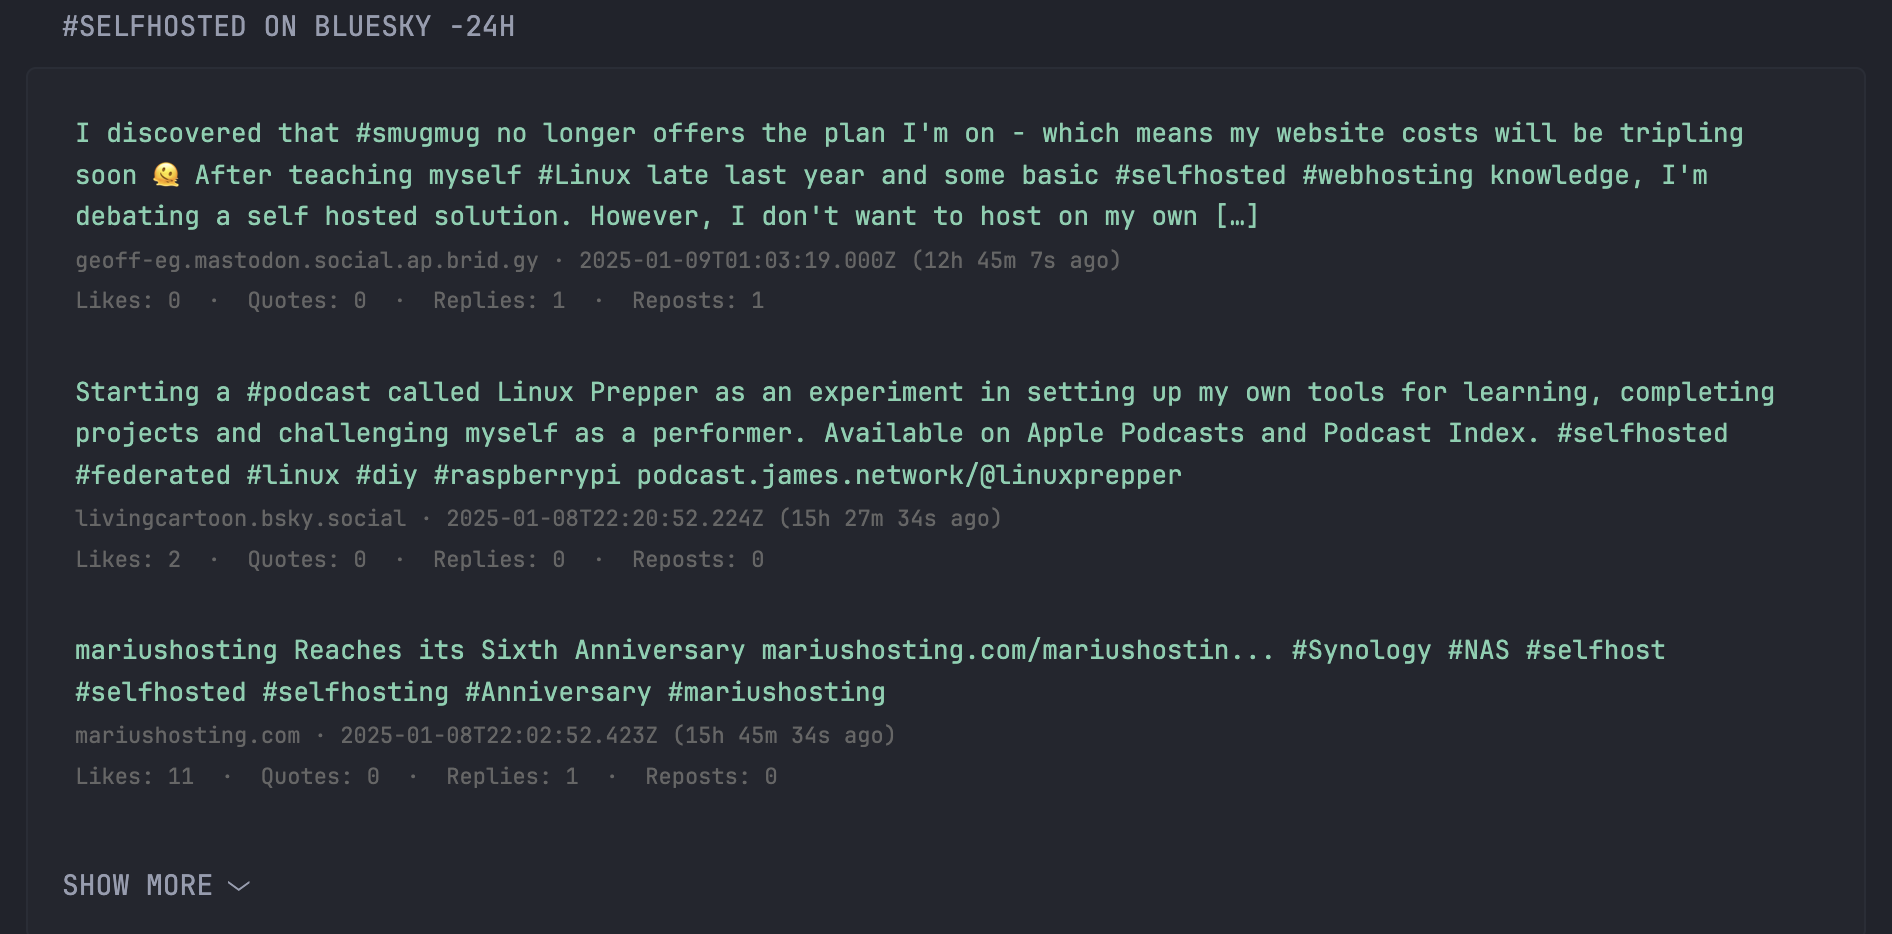 #SELFHOSTED ON BLUESKY -24H
I discovered that #smugmug no longer offers the plan I'm on - which means my website costs will be tripling
soon 🫠 After teaching myself #Linux late last year and some basic #selfhosted #webhosting knowledge, I'm
debating a self hosted solution. However, I don't want to host on my own […]
geoff-eg.mastodon.social.ap.brid.gy · 2025-01-09T01:03:19.000Z (12h 45m 7s ago)
Likes: 0 · Quotes: 0 · Replies: 1 · Reposts: 1
Starting a #podcast called Linux Prepper as an experiment in setting up my own tools for learning, completing
projects and challenging myself as a performer. Available on Apple Podcasts and Podcast Index. #selfhosted
#federated #linux #diy #raspberrypi podcast.james.network/@linuxprepper
livingcartoon.bsky.social · 2025-01-08T22:20:52.224Z (15h 27m 34s ago)
Likes: 2 · Quotes: 0 · Replies: 0 · Reposts: 0
mariushosting Reaches its Sixth Anniversary mariushosting.com/mariushostin... #Synology #NAS #selfhost
#selfhosted #selfhosting #Anniversary #mariushosting
mariushosting.com · 2025-01-08T22:02:52.423Z (15h 45m 34s ago)
Likes: 11 · Quotes: 0 · Replies: 1 · Reposts: 0
SHOW MORE